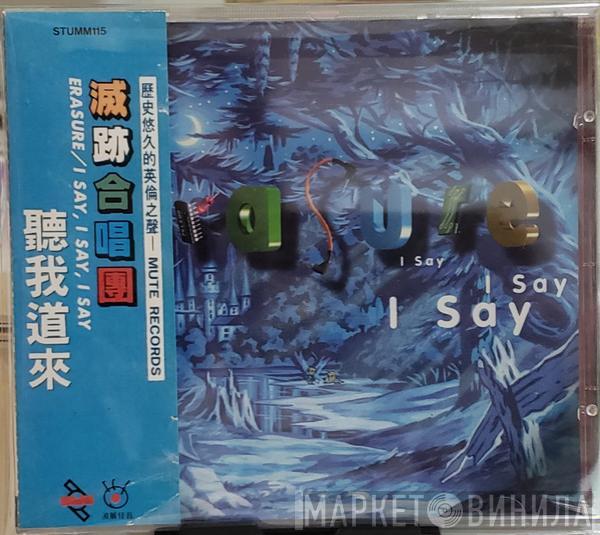 STUMM115
歷史悠久的英倫之聲— MUTE RECORDS
滅跡合唱團
ERASURE / I SAY, I SAY, I SAY
聽我道來
asure
I Say
I Say
I Say
МАРКЕТ ВИНИЛА